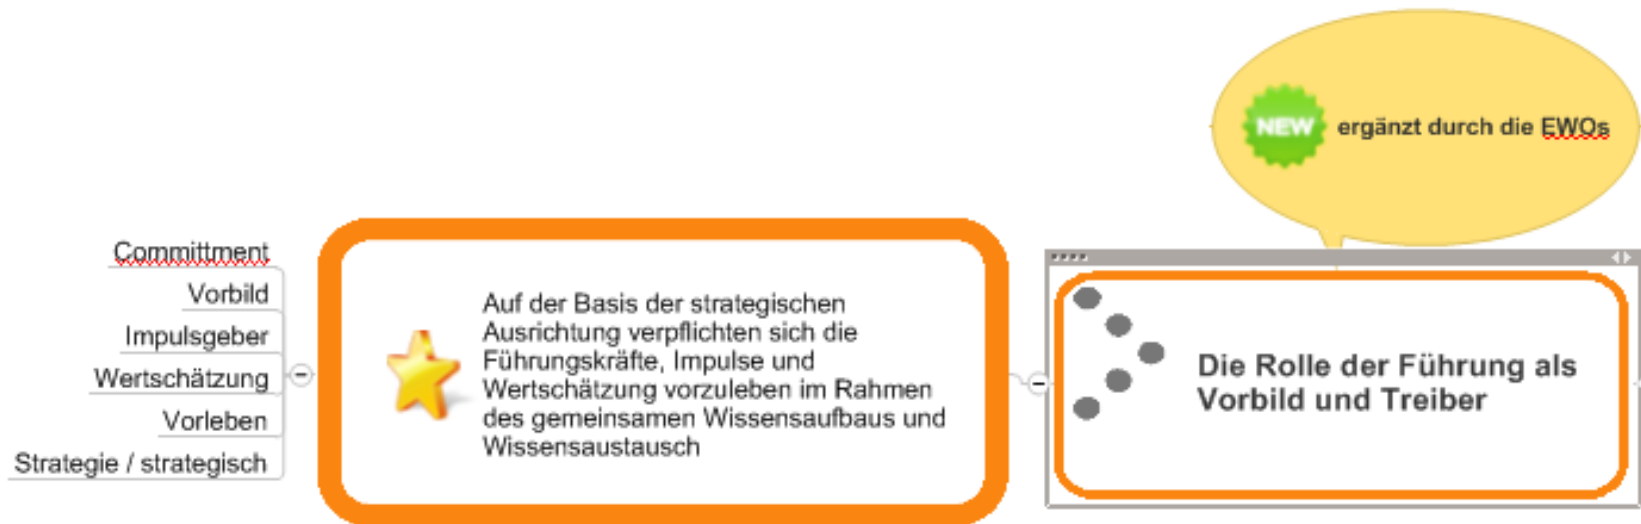 NEW ergänzt durch die EWOs
Committment
Vorbild
Impulsgeber
Wertschätzung
Vorleben
Strategie / strategisch
Auf der Basis der strategischen
Ausrichtung verpflichten sich die
Führungskräfte, Impulse und
Wertschätzung vorzuleben im Rahmen
des gemeinsamen Wissensaufbaus und
Wissensaustausch
Die Rolle der Führung als
Vorbild und Treiber